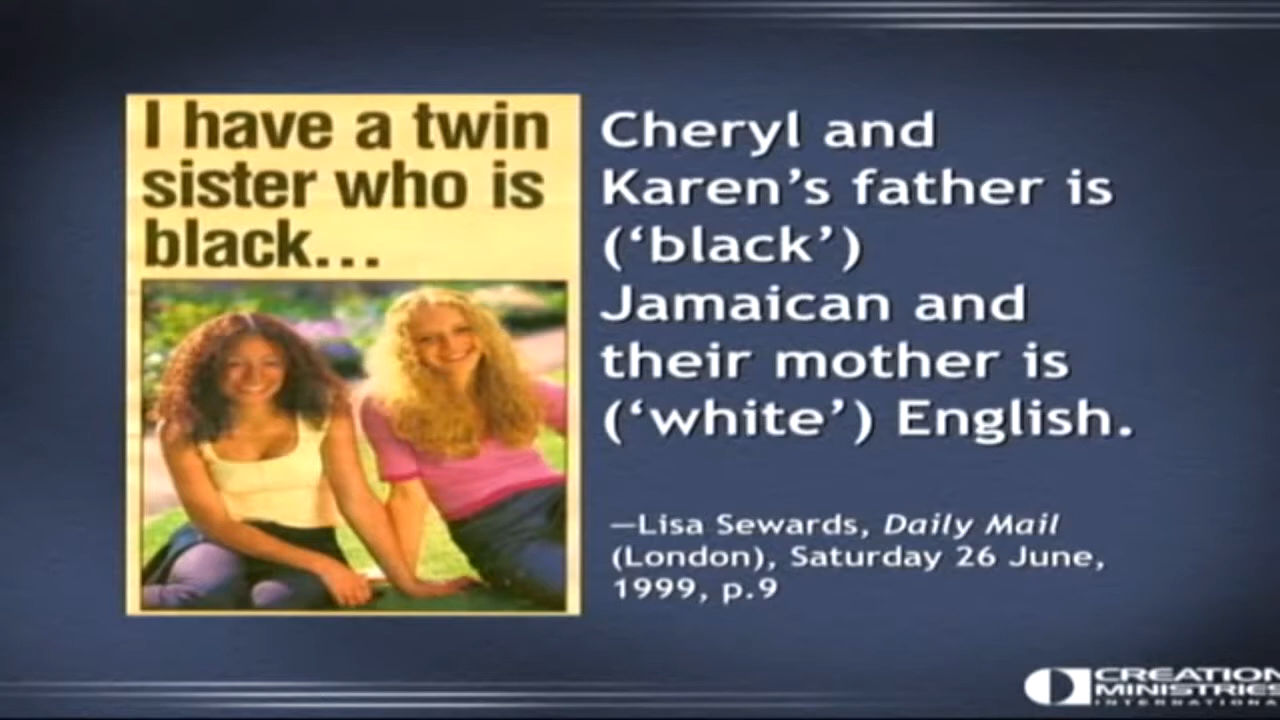 I have a twin
sister who is
black...
Cheryl and
Karen’s father is
(‘black’)
Jamaican and
their mother is
(‘white’) English.
—Lisa Sewards, Daily Mail
(London), Saturday 26 June,
1999, p.9
CREATION
MINISTRIES
INTERNATIONAL